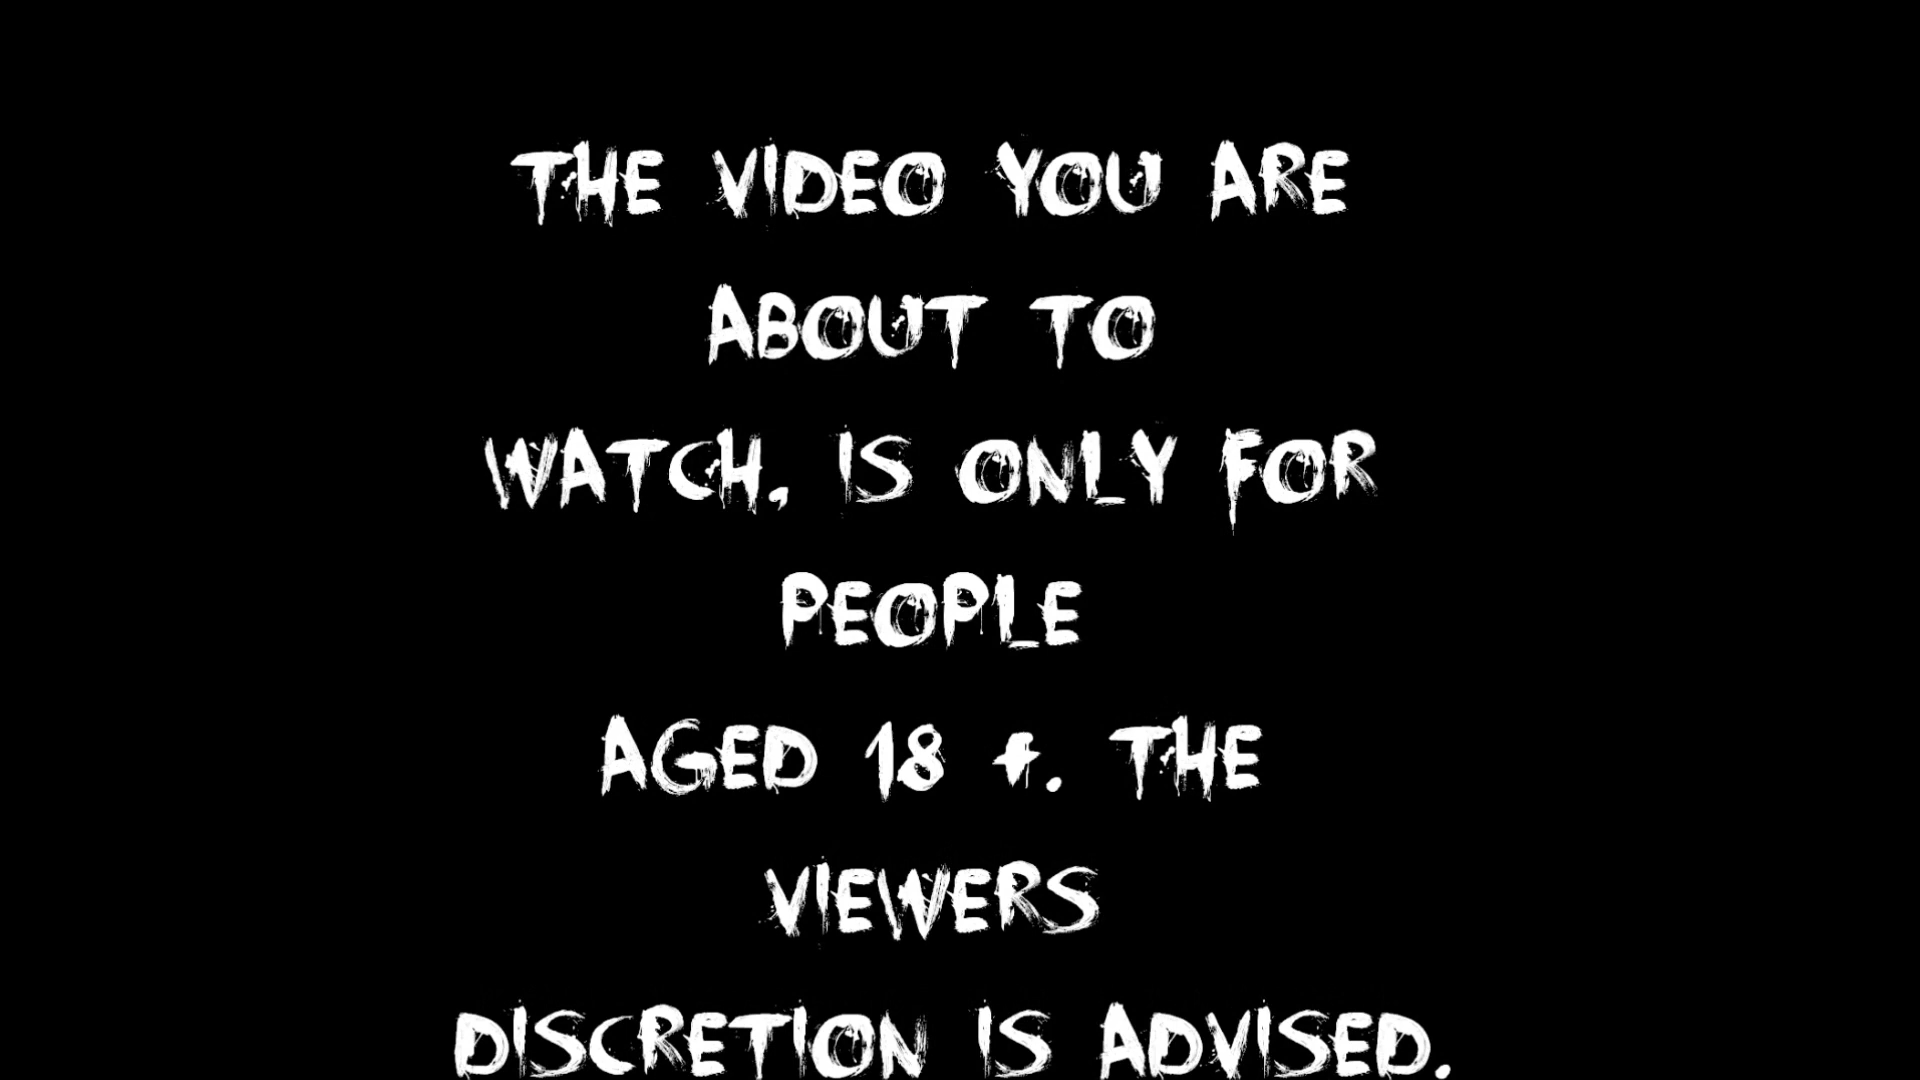 THE VIDEO YOU ARE
ABOUT TO
WATCH, IS ONLY FOR
PEOPLE
AGED 18 +. THE
VIEWERS
DISCRETION IS ADVISED.